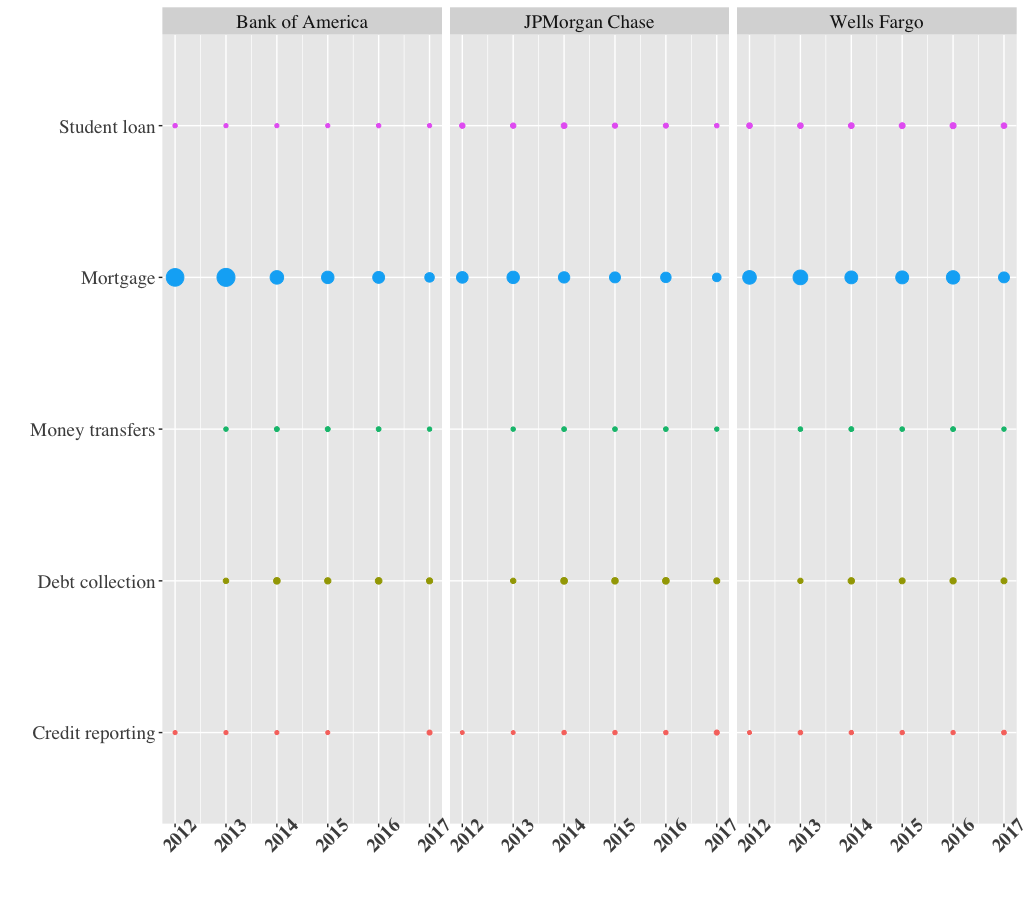 Bank of America JPMorgan Chase Wells Fargo
Student loan
Mortgage
Money transfers
Debt collection
Credit reporting
2012 2013 2014 2015 2016 2017 2012 2013 2014 2015 2016 2017 2012 2013 2014 2015 2016 2017